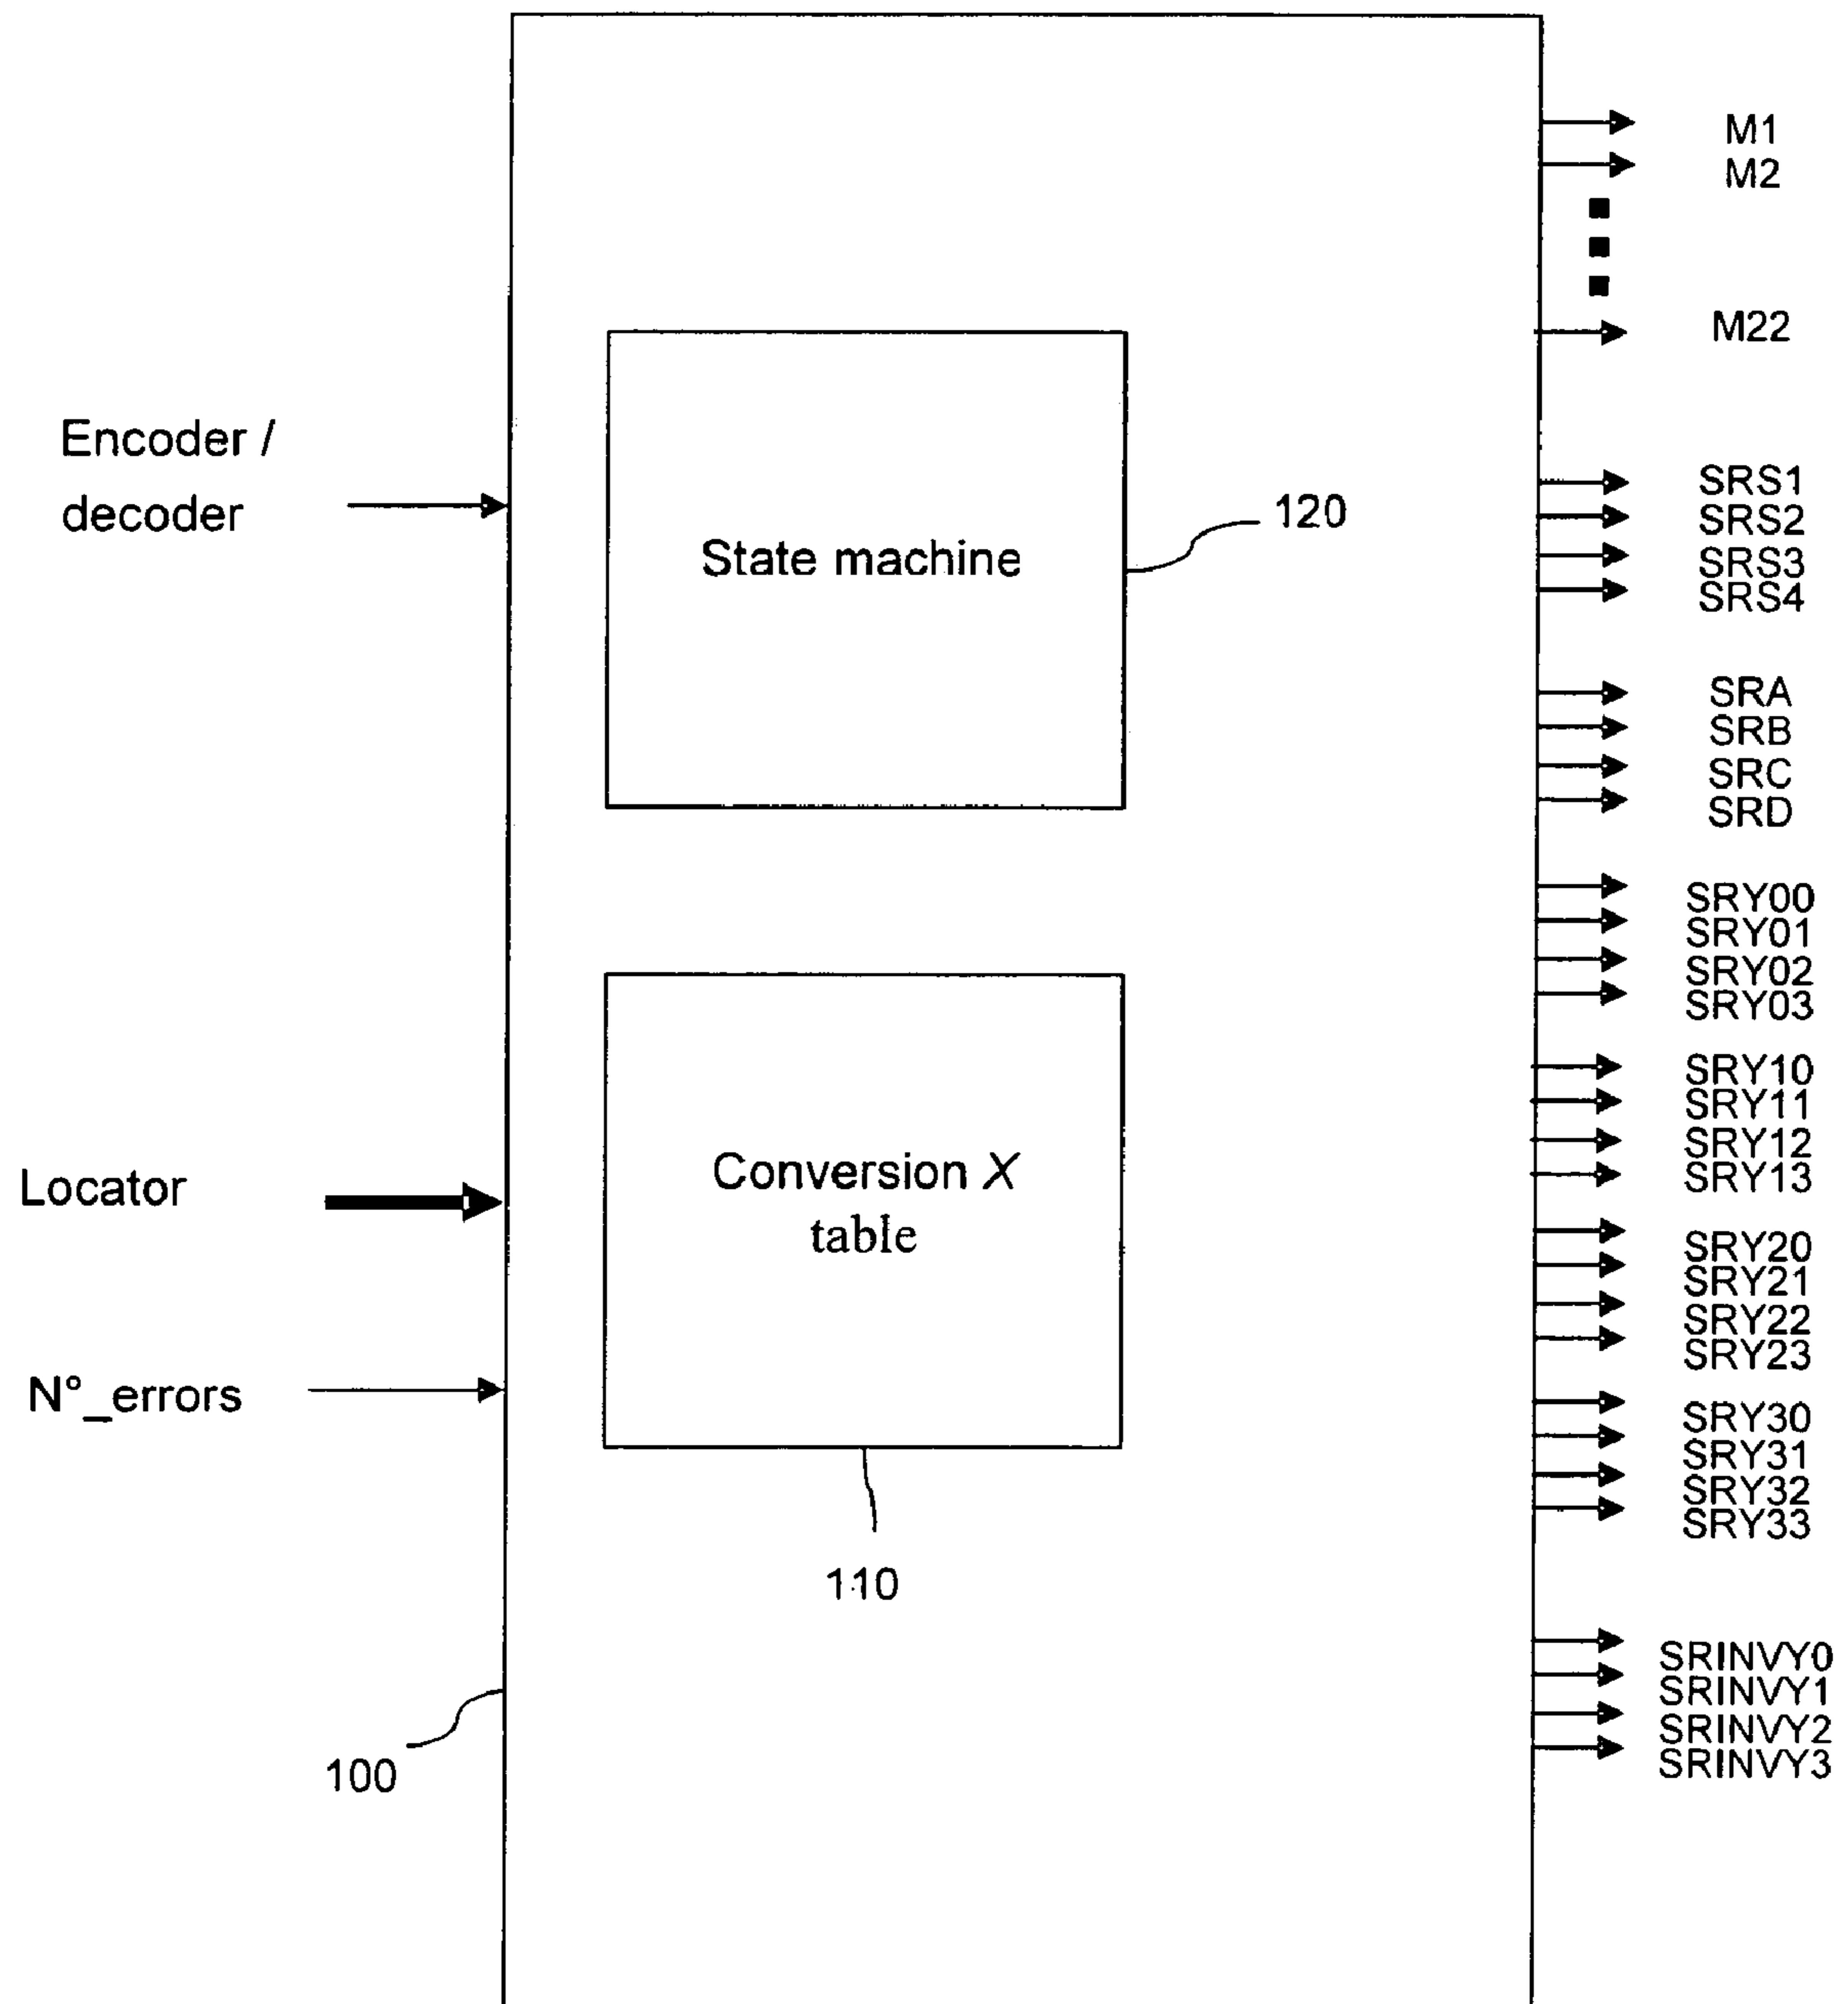 M1
M2
M22
Encoder /
decoder
SRS1
SRS2
SRS3
SRS4
120
State machine
SRA
SRB
SRC
SRD
SRY00
SRY01
SRY02
SRY03
SRY10
SRY11
SRY12
SRY13
Conversion X
table
Locator
SRY20
SRY21
SRY22
SRY23
N°_errors
SRY30
SRY31
SRY32
SRY33
110
SRINVY0
SRINVY1
SRINVY2
SRINVY3
100